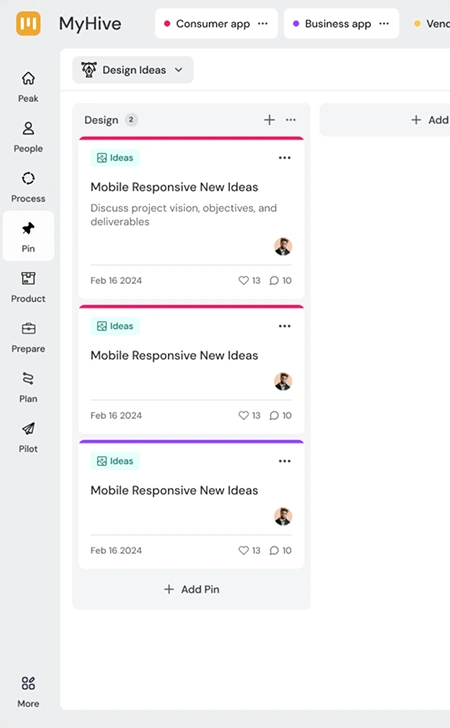 MyHive
Consumer app
Business app
Peak
People
Process
Pin
Product
Prepare
Plan
Pilot
More
Design Ideas
Design 2
Add
Ideas
Mobile Responsive New Ideas
Discuss project vision, objectives, and
deliverables
Feb 16 2024 13 10
Ideas
Mobile Responsive New Ideas
Feb 16 2024 13 10
Ideas
Mobile Responsive New Ideas
Feb 16 2024 13 10
Add Pin